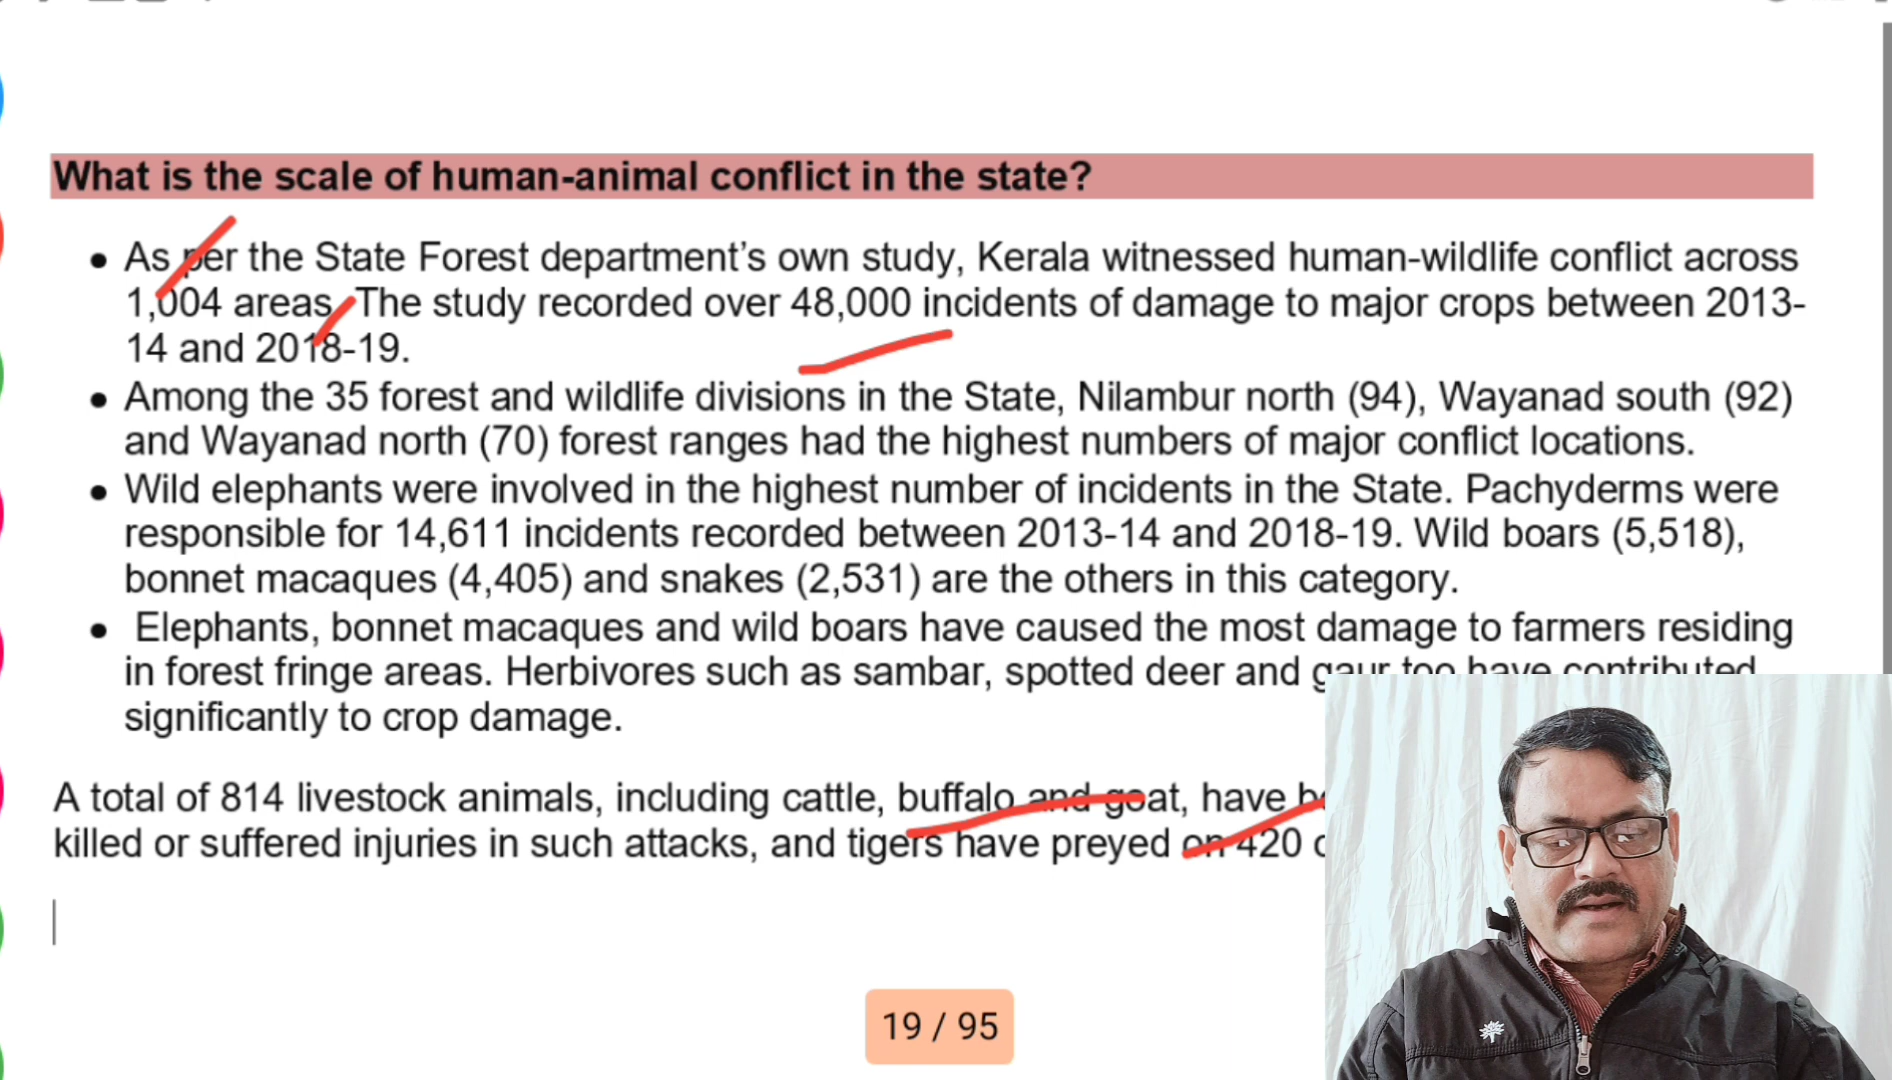 What is the scale of human-animal conflict in the state?
● As per the State Forest department's own study, Kerala witnessed human-wildlife conflict across
1,004 areas. The study recorded over 48,000 incidents of damage to major crops between 2013-
14 and 2018-19.
● Among the 35 forest and wildlife divisions in the State, Nilambur north (94), Wayanad south (92)
and Wayanad north (70) forest ranges had the highest numbers of major conflict locations.
● Wild elephants were involved in the highest number of incidents in the State. Pachyderms were
responsible for 14,611 incidents recorded between 2013-14 and 2018-19. Wild boars (5,518),
bonnet macaques (4,405) and snakes (2,531) are the others in this category.
● Elephants, bonnet macaques and wild boars have caused the most damage to farmers residing
in forest fringe areas. Herbivores such as sambar, spotted deer and gaur too have contributed
significantly to crop damage.
A total of 814 livestock animals, including cattle, buffalo and goat, have
killed or suffered injuries in such attacks, and tigers have preyed on 420
19 / 95